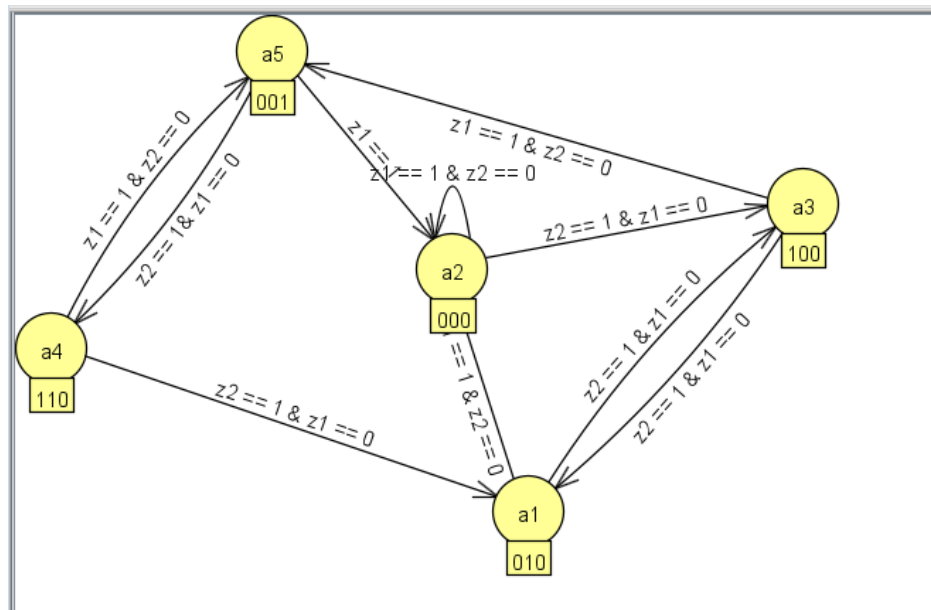 a5
001
z1 == 1 & z2 == 0
z1 == 1 & z2 == 0
z2 == 1& z1 == 0
z1 ==
z1 == 1 & z2 == 0
z2 == 1 & z1 == 0
a3
100
a2
000
a4
110
z2 == 1 & z1 == 0
z2 == 1 & z1 == 0
z2 == 1 & z1 == 0
== 1 & z2 == 0
a1
010